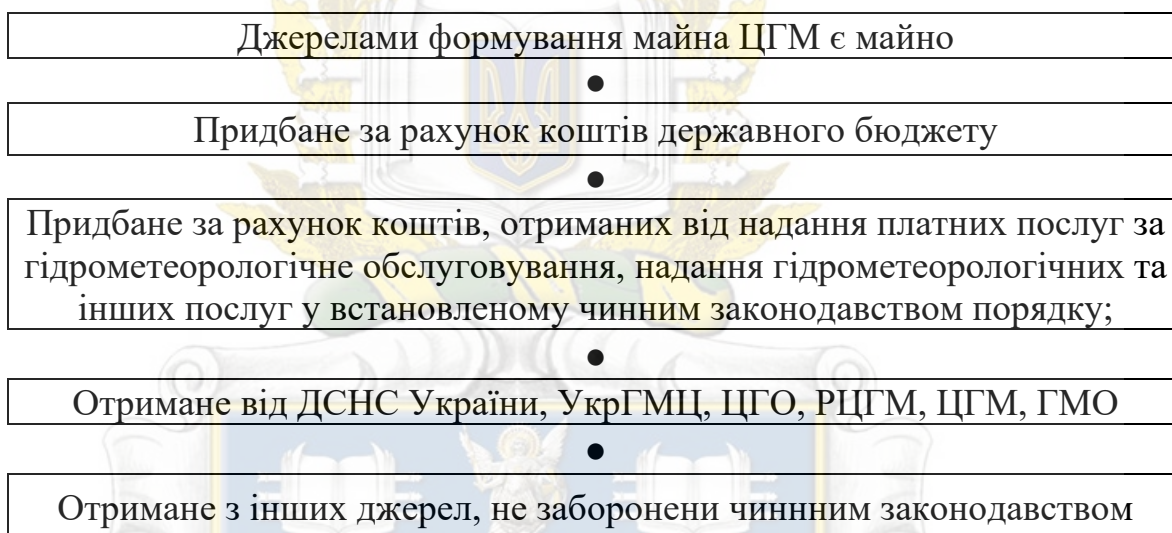 Джерелами формування майна ЦГМ є майно
●
Придбане за рахунок коштів державного бюджету
●
Придбане за рахунок коштів, отриманих від надання платних послуг за
гідрометеорологічне обслуговування, надання гідрометеорологічних та
інших послуг у встановленому чинним законодавством порядку;
●
Отримане від ДСНС України, УкрГМЦ, ЦГО, РЦГМ, ЦГМ, ГМО
●
Отримане з інших джерел, не заборонени чиннним законодавством